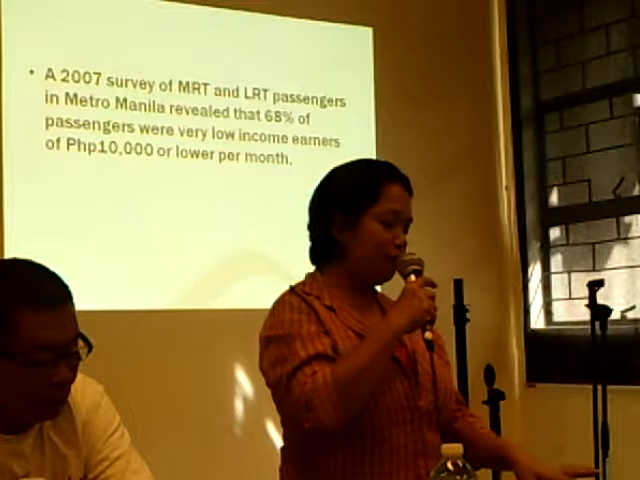 • A 2007 survey of MRT and LRT passengers
in Metro Manila revealed that 68% of
passengers were very low income earners
of Php10,000 or lower per month.